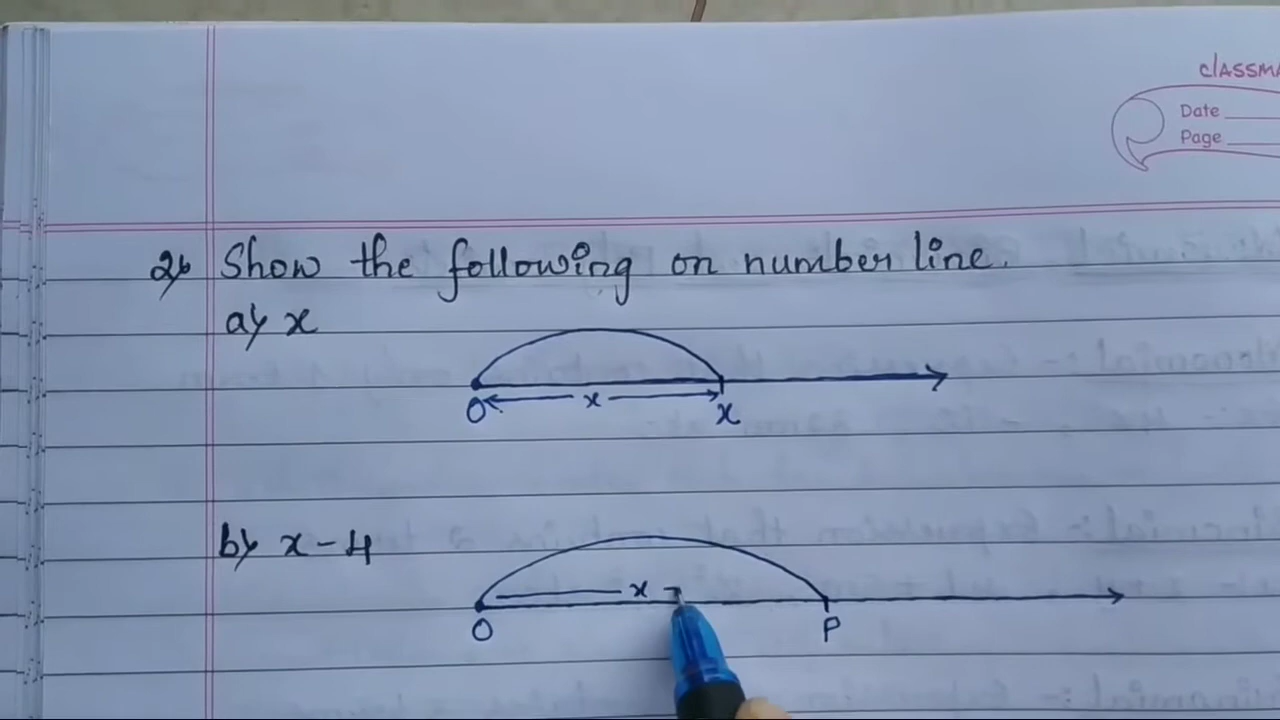 classma
Date
Page
2) Show the following on number line.
a) x
x
O x
b) x-4
x
O P